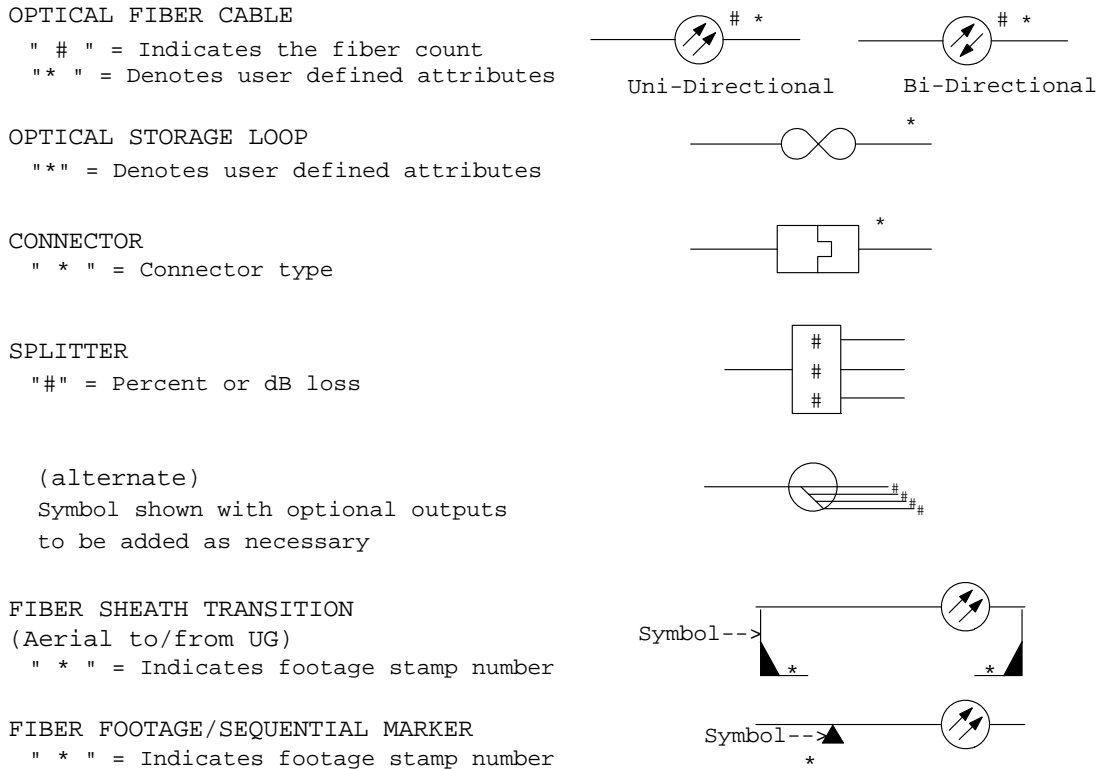 OPTICAL FIBER CABLE
" # " = Indicates the fiber count
"* " = Denotes user defined attributes
# *
# *
Uni-Directional
Bi-Directional
OPTICAL STORAGE LOOP
"*" = Denotes user defined attributes
*
CONNECTOR
" * " = Connector type
*
SPLITTER
"#" = Percent or dB loss
#
#
#
(alternate)
Symbol shown with optional outputs
to be added as necessary
#
#
#
#
FIBER SHEATH TRANSITION
(Aerial to/from UG)
" * " = Indicates footage stamp number
Symbol-->
*
*
FIBER FOOTAGE/SEQUENTIAL MARKER
" * " = Indicates footage stamp number
Symbol-->
*